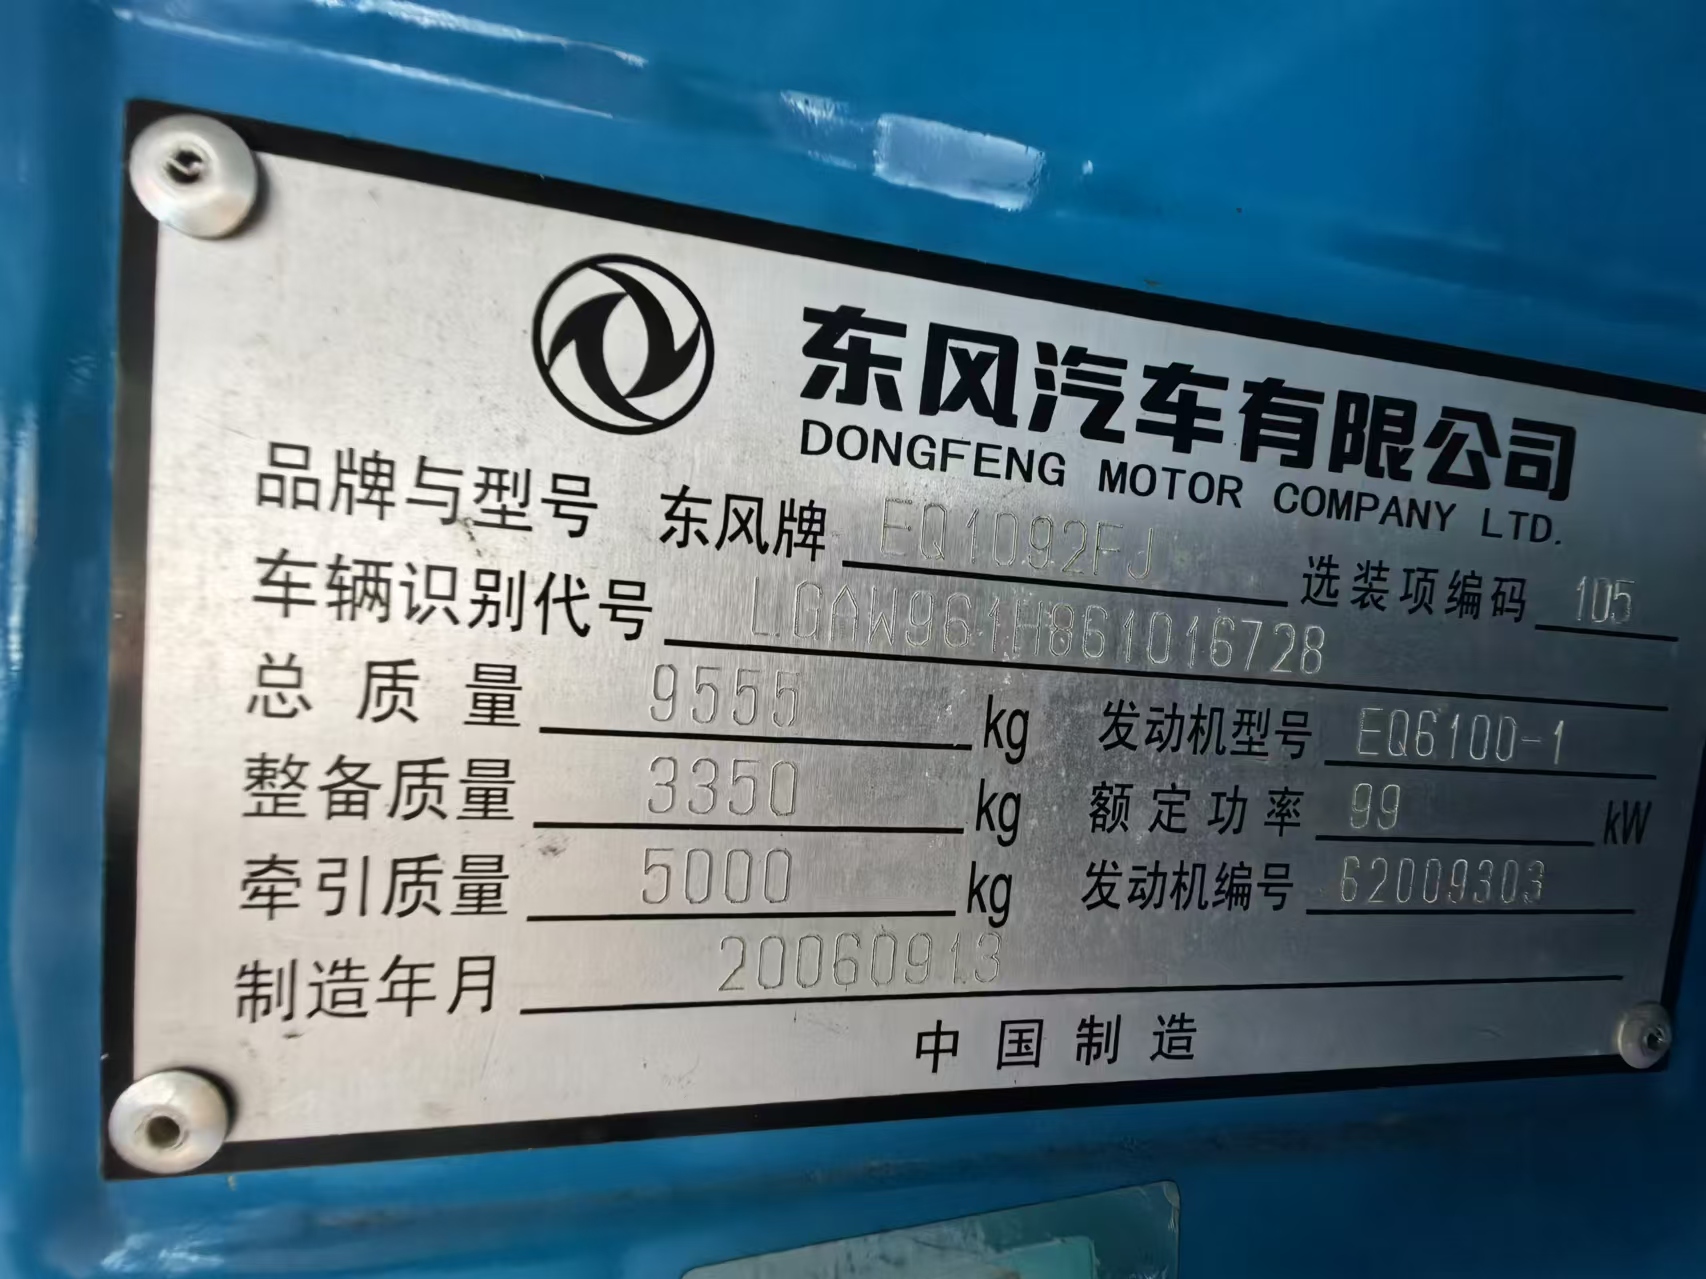 东风汽车有限公司
DONGFENG MOTOR COMPANY LTD.
品牌与型号 东风牌 EQ1092FJ 选装项编码 105
车辆识别代号 LGAW961H861016728
总质量 9555 kg 发动机型号 EQ6100-1
整备质量 3350 kg 额定功率 99 kW
牵引质量 5000 kg 发动机编号 62009303
制造年月 20060913
中国制造